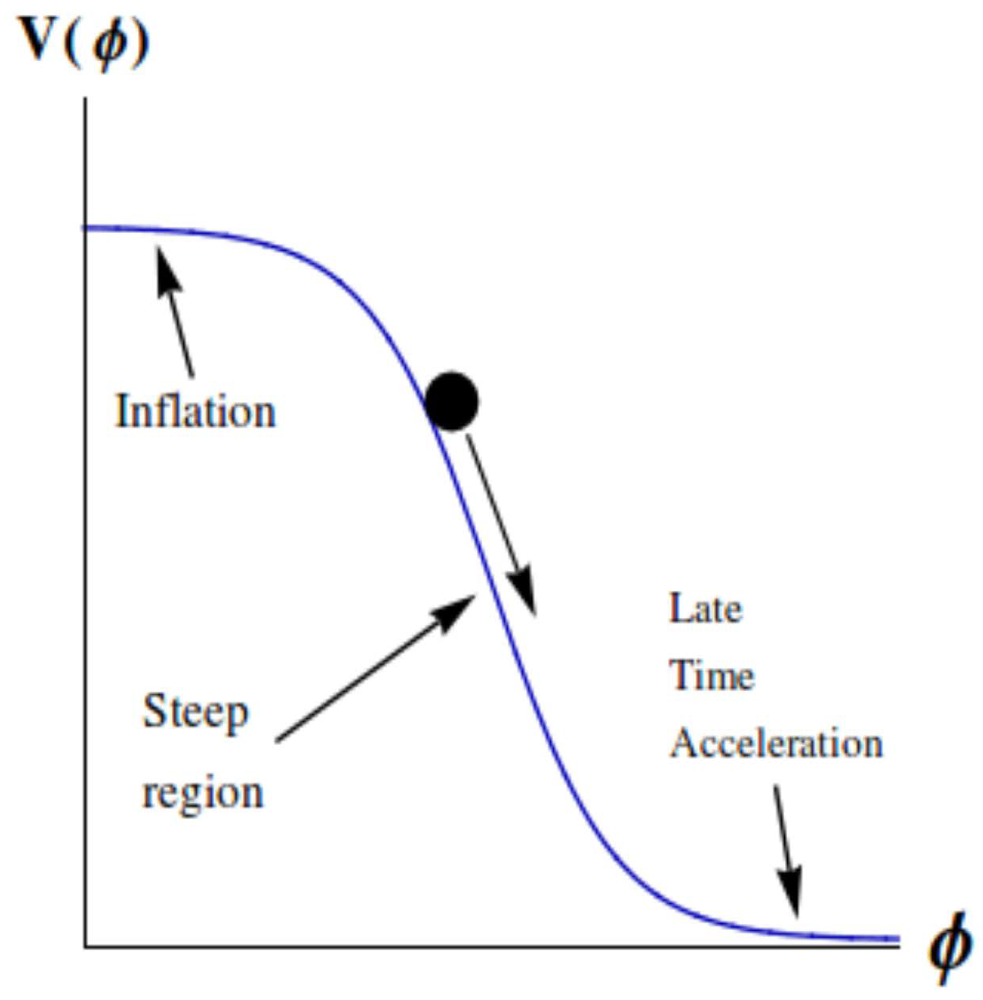 V(ϕ)
Inflation
Steep
region
Late
Time
Acceleration
ϕ